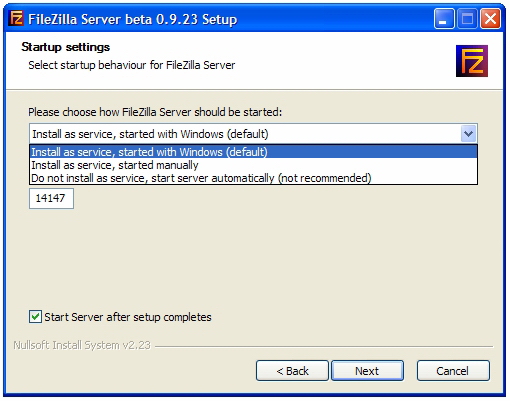 FileZilla Server beta 0.9.23 Setup
Startup settings
Select startup behaviour for FileZilla Server
Please choose how FileZilla Server should be started:
Install as service, started with Windows (default)
Install as service, started with Windows (default)
Install as service, started manually
Do not install as service, start server automatically (not recommended)
14147
Start Server after setup completes
Nullsoft Install System v2.23
< Back
Next
Cancel